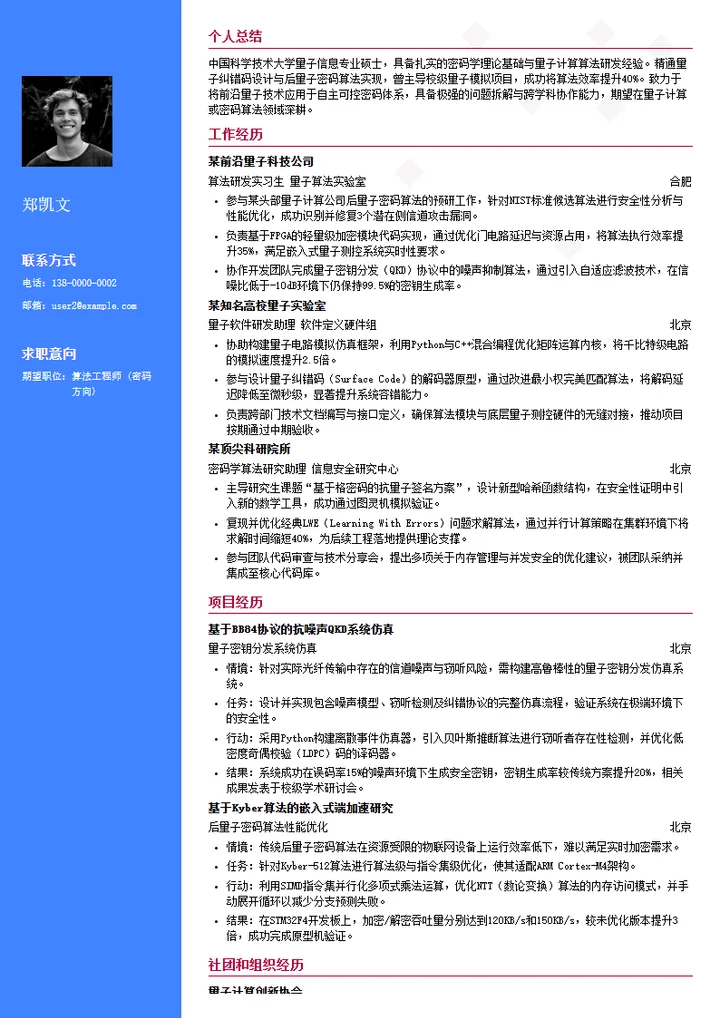 郑凯文
联系方式
电话：138-0000-0002
邮箱：user2@example.com
求职意向
期望职位：算法工程师（密码
方向）
个人总结
中国科学技术大学量子信息专业硕士，具备扎实的密码学理论基础与量子计算算法研发经验。精通量
子纠错码设计与后量子密码算法实现，曾主导校级量子模拟项目，成功将算法效率提升40%。致力于
将前沿量子技术应用于自主可控密码体系，具备极强的问题拆解与跨学科协作能力，期望在量子计算
或密码算法领域深耕。
工作经历
某前沿量子科技公司
算法研发实习生 量子算法实验室 合肥
• 参与某头部量子计算公司后量子密码算法的预研工作，针对NIST标准候选算法进行安全性分析与
性能优化，成功识别并修复3个潜在侧信道攻击漏洞。
• 负责基于FPGA的轻量级加密模块代码实现，通过优化门电路延迟与资源占用，将算法执行效率提
升35%，满足嵌入式量子测控系统实时性要求。
• 协作开发团队完成量子密钥分发（QKD）协议中的噪声抑制算法，通过引入自适应滤波技术，在信
噪比低于-10dB环境下仍保持99.5%的密钥生成率。
某知名高校量子实验室
量子软件研发助理 软件定义硬件组 北京
• 协助构建量子电路模拟仿真框架，利用Python与C++混合编程优化矩阵运算内核，将千比特级电路
的模拟速度提升2.5倍。
• 参与设计量子纠错码（Surface Code）的解码器原型，通过改进最小权完美匹配算法，将解码延
迟降低至微秒级，显著提升系统容错能力。
• 负责跨部门技术文档编写与接口定义，确保算法模块与底层量子测控硬件的无缝对接，推动项目
按期通过中期验收。
某顶尖科研院所
密码学算法研究助理 信息安全研究中心 北京
• 主导研究生课题“基于格密码的抗量子签名方案”，设计新型哈希函数结构，在安全性证明中引
入新的数学工具，成功通过图灵机模拟验证。
• 复现并优化经典LWE（Learning With Errors）问题求解算法，通过并行计算策略在集群环境下将
求解时间缩短40%，为后续工程落地提供理论支撑。
• 参与团队代码审查与技术分享会，提出多项关于内存管理与并发安全的优化建议，被团队采纳并
集成至核心代码库。
项目经历
基于BB84协议的抗噪声QKD系统仿真
量子密钥分发系统仿真 北京
• 情境：针对实际光纤传输中存在的信道噪声与窃听风险，需构建高鲁棒性的量子密钥分发仿真系
统。
• 任务：设计并实现包含噪声模型、窃听检测及纠错协议的完整仿真流程，验证系统在极端环境下
的安全性。
• 行动：采用Python构建离散事件仿真器，引入贝叶斯推断算法进行窃听者存在性检测，并优化低
密度奇偶校验（LDPC）码的译码器。
• 结果：系统成功在误码率15%的噪声环境下生成安全密钥，密钥生成率较传统方案提升20%，相关
成果发表于校级学术研讨会。
基于Kyber算法的嵌入式端加速研究
后量子密码算法性能优化 北京
• 情境：传统后量子密码算法在资源受限的物联网设备上运行效率低下，难以满足实时加密需求。
• 任务：针对Kyber-512算法进行算法级与指令集级优化，使其适配ARM Cortex-M4架构。
• 行动：利用SIMD指令集并行化多项式乘法运算，优化NTT（数论变换）算法的内存访问模式，并手
动展开循环以减少分支预测失败。
• 结果：在STM32F4开发板上，加密/解密吞吐量分别达到120KB/s和150KB/s，较未优化版本提升3
倍，成功完成原型机验证。
社团和组织经历
量子计算创新协会